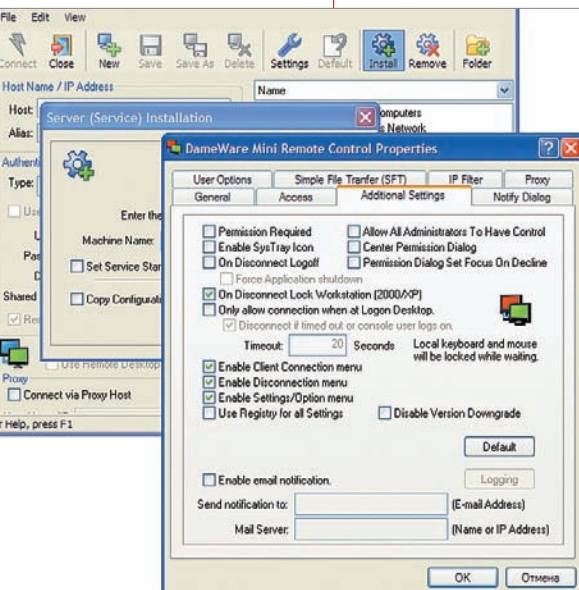 File Edit View
Connect Close New Save Save As Delete Settings Default Install Remove Folder
Host Name / IP Address
Name
Host:
Alias:
omputers
s Network
Server (Service) Installation
Authenti
Type:
Use
Enter the
Machine Name:
Set Service Star
Copy Configurati
Pas
D
Shared
Re
Use Remote Desktop
Proxy
Connect via Proxy Host
r Help, press F1
DameWare Mini Remote Control Properties
User Options Simple File Tranfer (SFT) IP Filter Proxy
General Access Additional Settings Notify Dialog
Permission Required Allow All Administrators To Have Control
Enable SysTray Icon Center Permission Dialog
On Disconnect Logoff Permission Dialog Set Focus On Decline
Force Application shutdown
On Disconnect Lock Workstation (2000/XP)
Only allow connection when at Logon Desktop.
Disconnect if timed out or console user logs on.
Timeout: 20 Seconds Local keyboard and mouse
will be locked while waiting.
Enable Client Connection menu
Enable Disconnection menu
Enable Settings/Option menu
Use Registry for all Settings Disable Version Downgrade
Default
Enable email notification. Logging
Send notification to: (E-mail Address)
Mail Server: (Name or IP Address)
OK Отмена